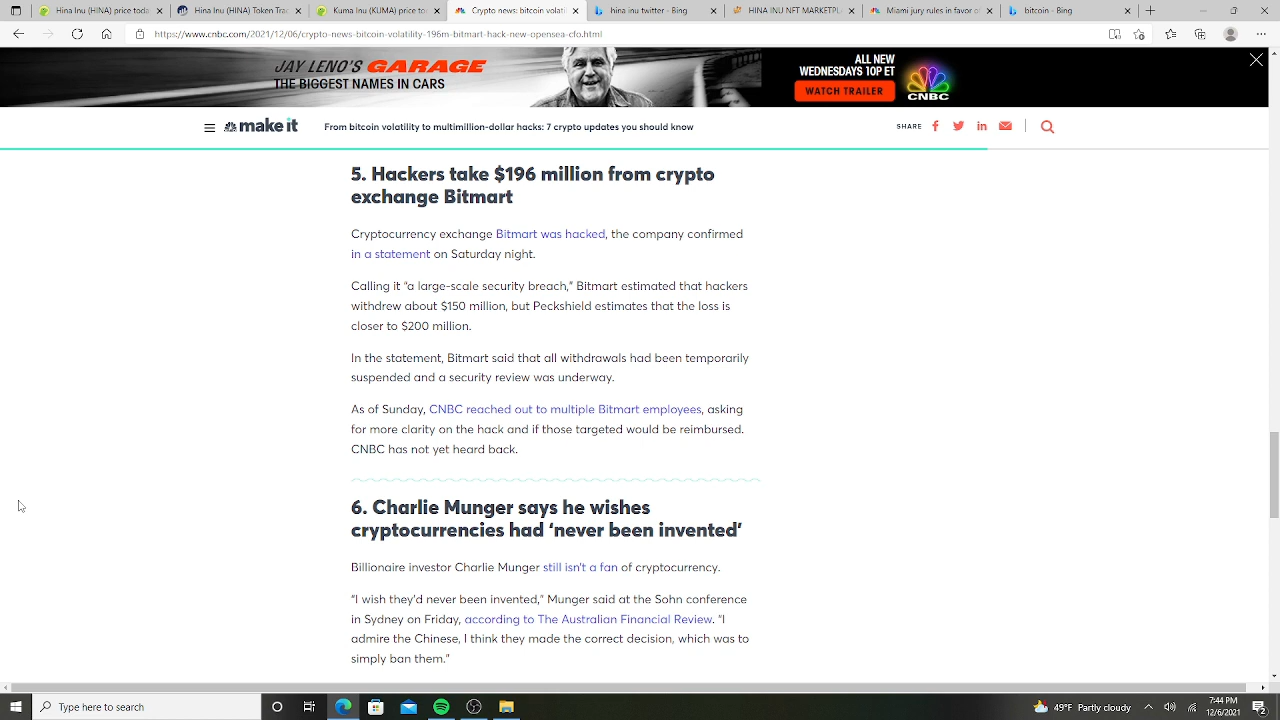 Hina Inu (HINA) price today
Hina Inu (HINA) Token Tracker
Kuma Inu (KUMA) price
bitcoin volatility
hina inu twitter - Bing
HINA INU NFT MARKETPLACE
Manji jury rules in favor of
bitcoin - Bing
https://www.cnbc.com/2021/12/06/crypto-news-bitcoin-volatility-196m-bitmart-hack-new-opensea-cfo.html
JAY LENO'S GARAGE
THE BIGGEST NAMES IN CARS
ALL NEW
WEDNESDAYS 10P ET
WATCH TRAILER
CNBC
make it
From bitcoin volatility to multimillion-dollar hacks: 7 crypto updates you should know
SHARE
5. Hackers take $196 million from crypto
exchange Bitmart
Cryptocurrency exchange Bitmart was hacked, the company confirmed
in a statement on Saturday night.
Calling it “a large-scale security breach,” Bitmart estimated that hackers
withdrew about $150 million, but Peckshield estimates that the loss is
closer to $200 million.
In the statement, Bitmart said that all withdrawals had been temporarily
suspended and a security review was underway.
As of Sunday, CNBC reached out to multiple Bitmart employees, asking
for more clarity on the hack and if those targeted would be reimbursed.
CNBC has not yet heard back.
6. Charlie Munger says he wishes
cryptocurrencies had ‘never been invented’
Billionaire investor Charlie Munger still isn’t a fan of cryptocurrency.
“I wish they’d never been invented,” Munger said at the Sohn conference
in Sydney on Friday, according to The Australian Financial Review. “I
admire the Chinese, I think they made the correct decision, which was to
simply ban them.”
Type here to search
49°F Partly cloudy
7:44 PM
12/6/2021